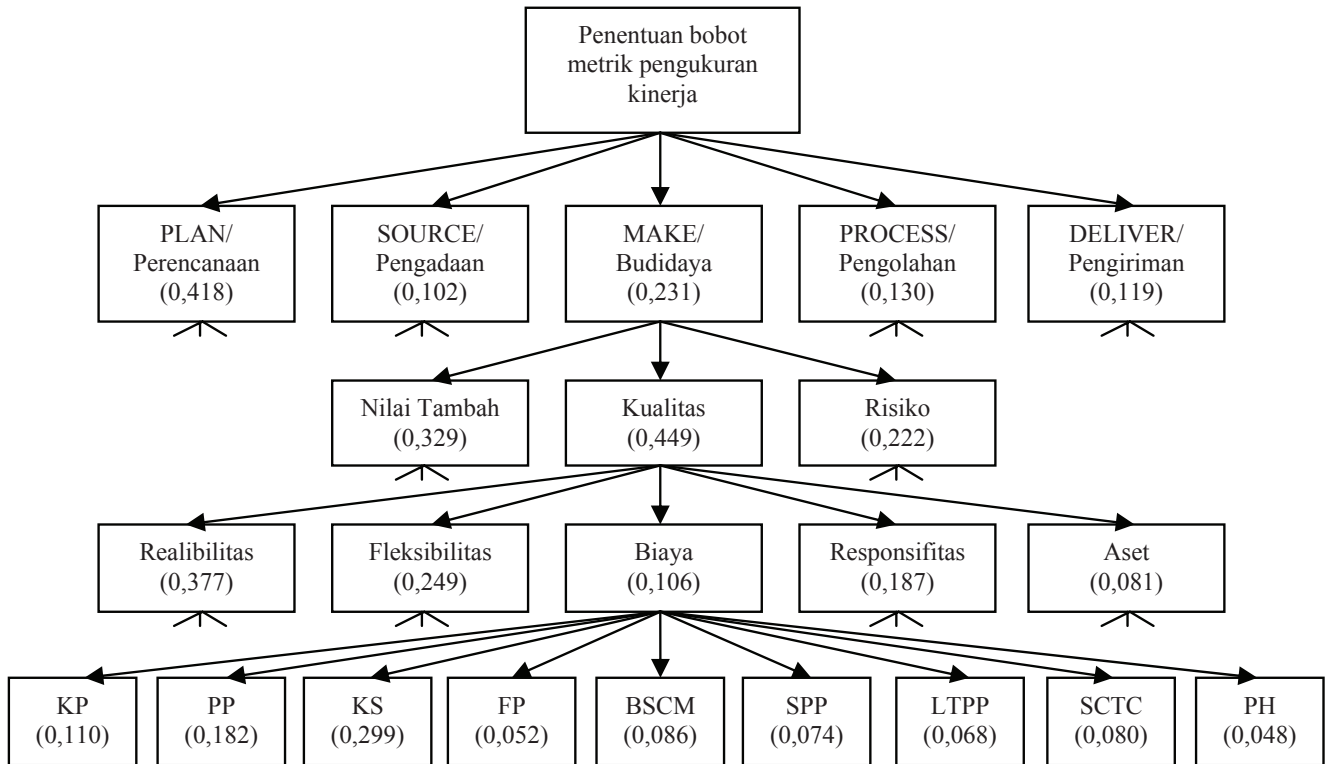 Penentuan bobot
metrik pengukuran
kinerja
PLAN/
Perencanaan
(0,418)
SOURCE/
Pengadaan
(0,102)
MAKE/
Budidaya
(0,231)
PROCESS/
Pengolahan
(0,130)
DELIVER/
Pengiriman
(0,119)
Nilai Tambah
(0,329)
Kualitas
(0,449)
Risiko
(0,222)
Realibilitas
(0,377)
Fleksibilitas
(0,249)
Biaya
(0,106)
Responsifitas
(0,187)
Aset
(0,081)
KP
(0,110)
PP
(0,182)
KS
(0,299)
FP
(0,052)
BSCM
(0,086)
SPP
(0,074)
LTPP
(0,068)
SCTC
(0,080)
PH
(0,048)